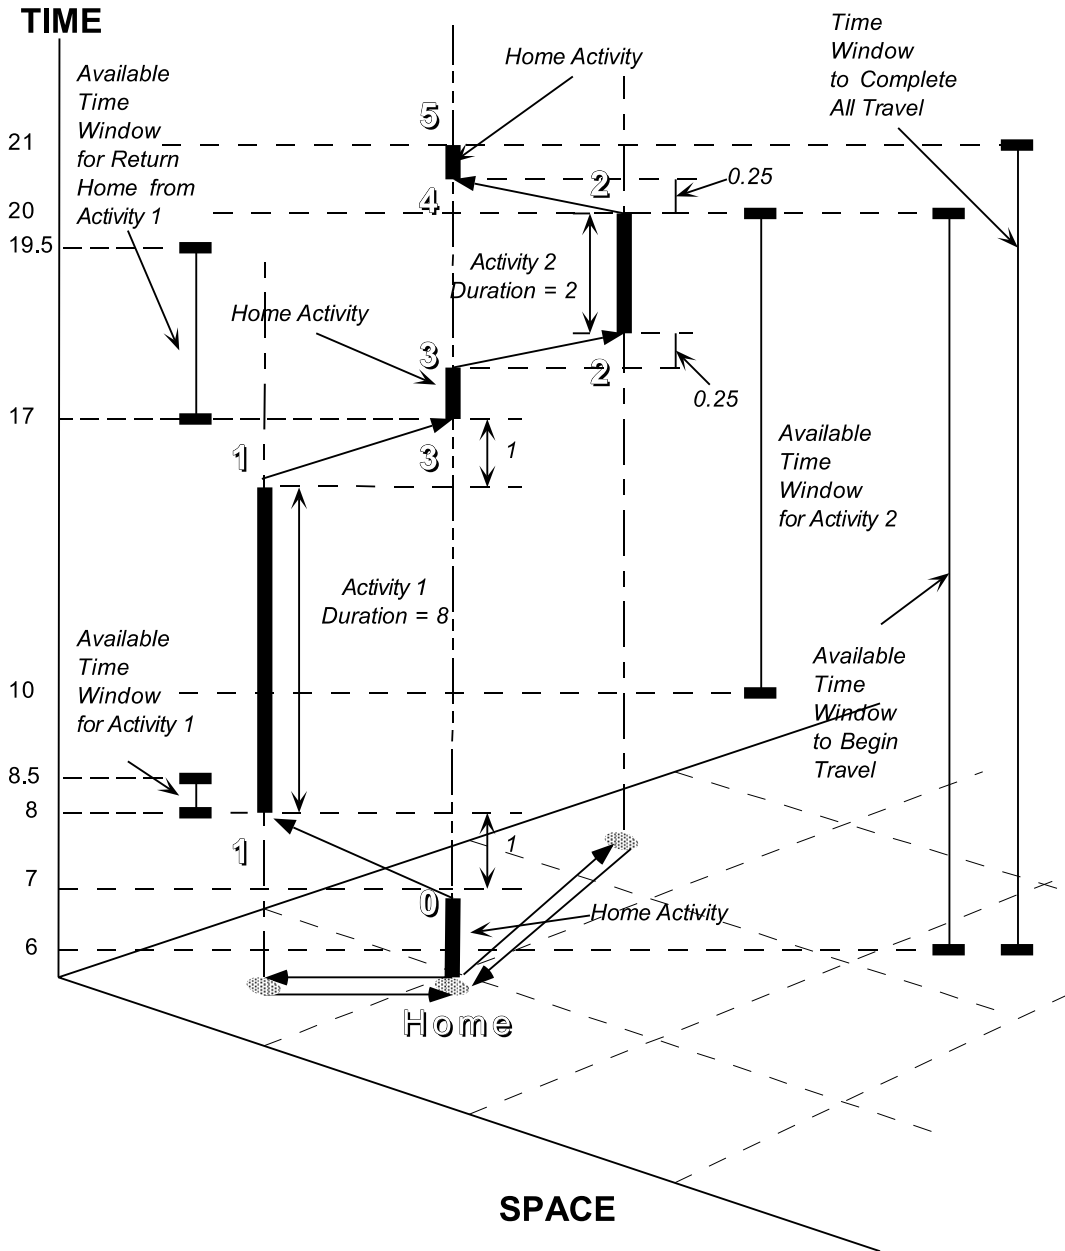 TIME
Available
Time
Window
for Return
Home from
Activity 1
Home Activity
Time
Window
to Complete
All Travel
5
21
2
0.25
4
20
19.5
Activity 2
Duration = 2
Home Activity
3
2
0.25
17
1
3
1
Available
Time
Window
for Activity 2
Activity 1
Duration = 8
Available
Time
Window
for Activity 1
Available
Time
Window
to Begin
Travel
10
8.5
8
1
1
7
0
Home Activity
6
Home
SPACE